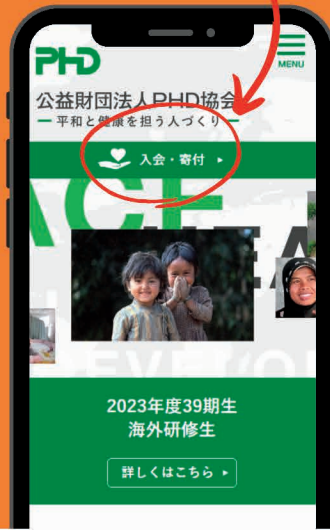 PHD
MENU
公益財団法人PHD協会
平和と健康を担う人づくり
入会・寄付
2023年度39期生
海外研修生
詳しくはこちら